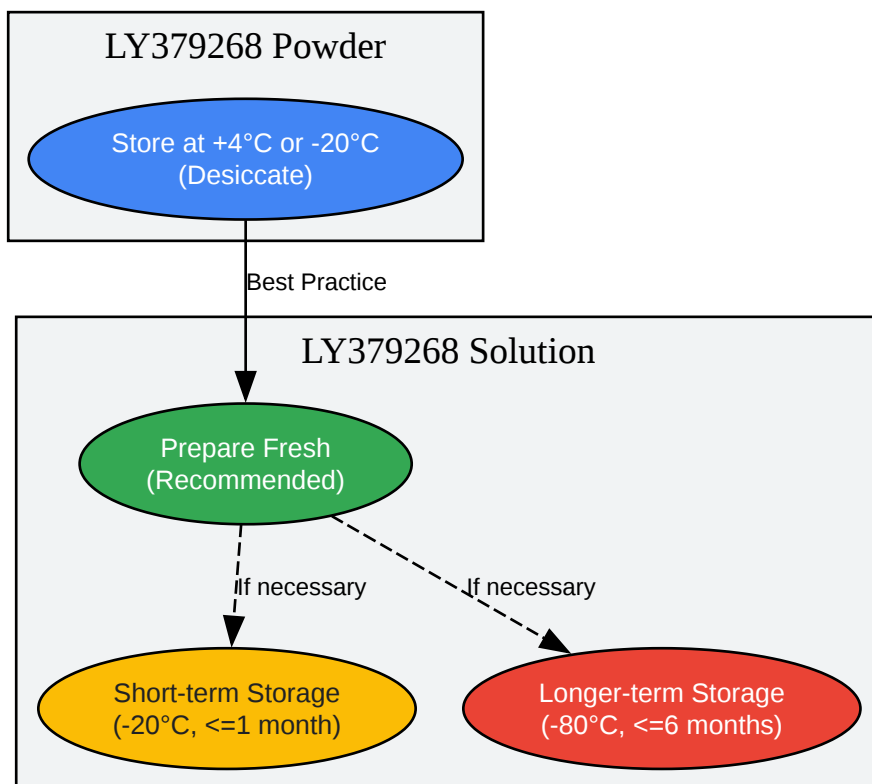 LY379268 Powder
Store at +4°C or -20°C
(Desiccate)
Best Practice
LY379268 Solution
Prepare Fresh
(Recommended)
If necessary
If necessary
Short-term Storage
(-20°C, <=1 month)
Longer-term Storage
(-80°C, <=6 months)